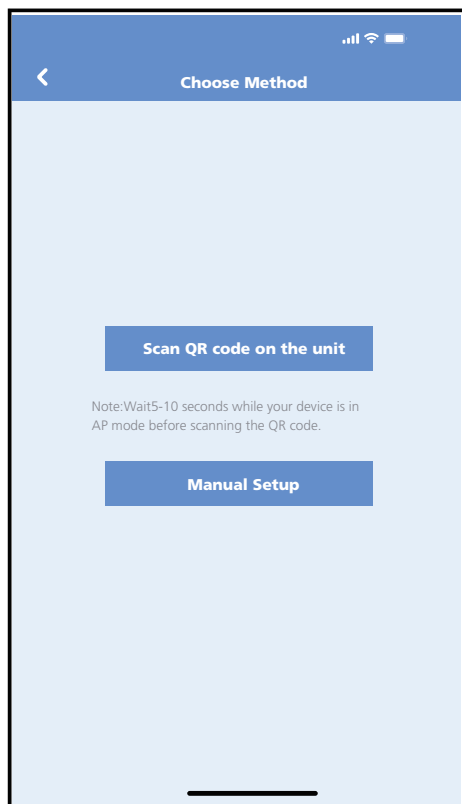 Choose Method
Scan QR code on the unit
Note:Wait5-10 seconds while your device is in
AP mode before scanning the QR code.
Manual Setup